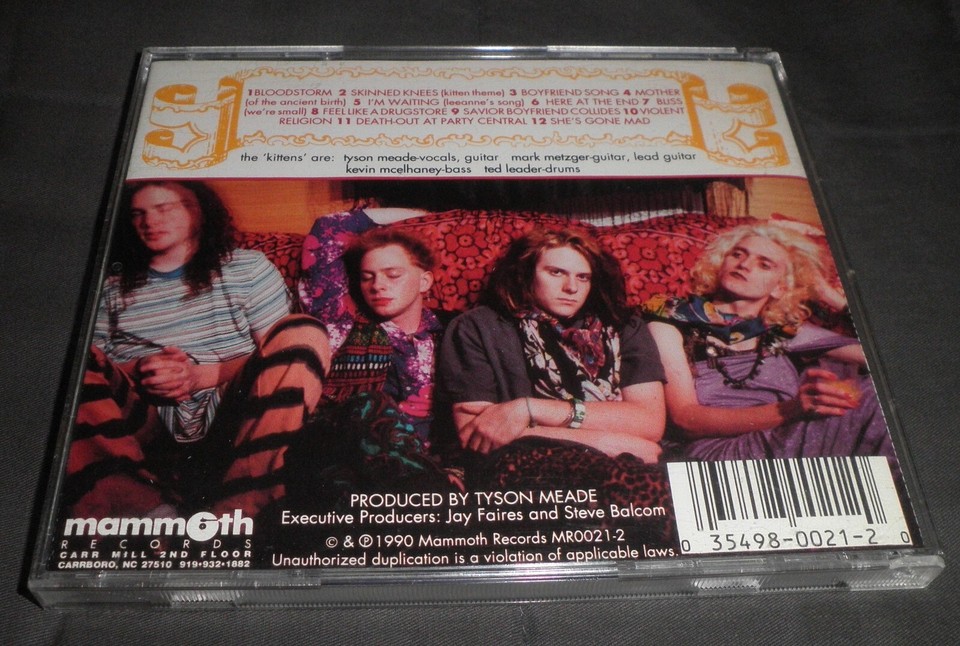 1 BLOODSTORM 2 SKINNED KNEES (kitten theme) 3 BOYFRIEND SONG 4 MOTHER
(of the ancient birth) 5 I'M WAITING (leeanne's song) 6 HERE AT THE END 7 BLISS
(we're small) 8 FEEL LIKE A DRUGSTORE 9 SAVIOR BOYFRIEND COLLIDES 10 VIOLENT
RELIGION 11 DEATH-OUT AT PARTY CENTRAL 12 SHE'S GONE MAD
the 'kittens' are: tyson meade-vocals, guitar mark metzger-guitar, lead guitar
kevin mcelhaney-bass ted leader-drums
PRODUCED BY TYSON MEADE
Executive Producers: Jay Faires and Steve Balcom
© & ℗ 1990 Mammoth Records MR0021-2
Unauthorized duplication is a violation of applicable laws.
mammoth
RECORDS
CARR MILL 2ND FLOOR
CARRBORO, NC 27510 919•932•1882
0 35498-0021-2 0